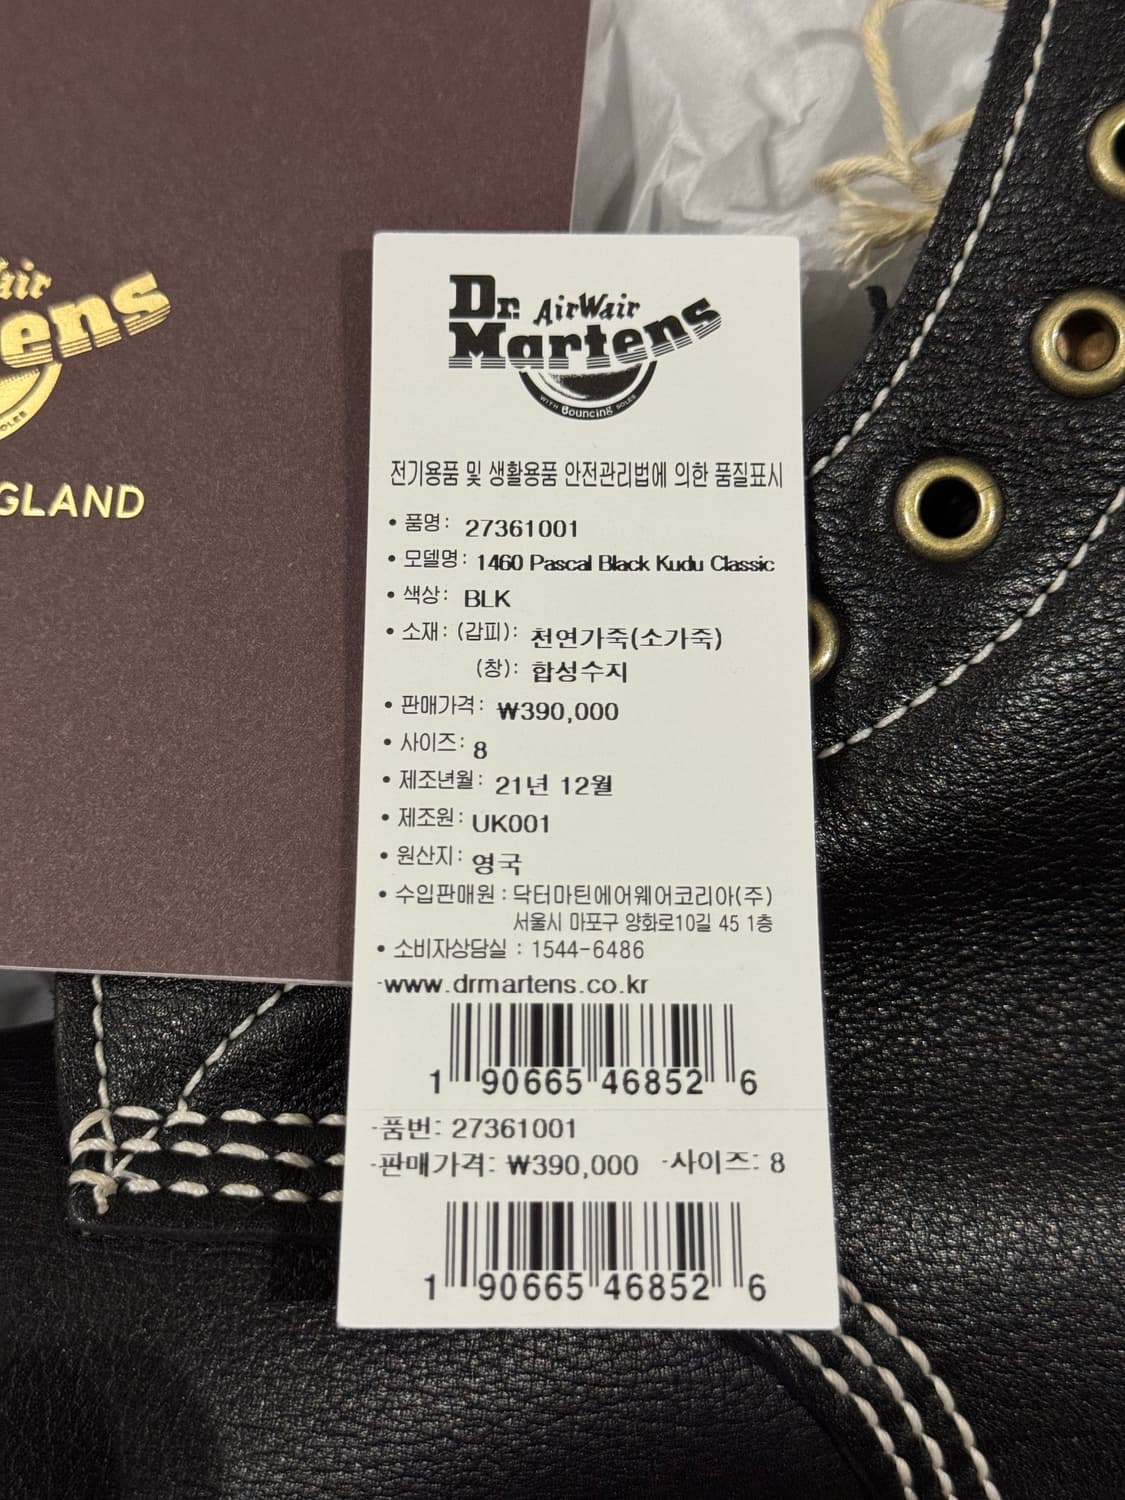 air
ens
OLES
GLAND
Dr. AirWair
Martens
WITH Bouncing SOLES
전기용품 및 생활용품 안전관리법에 의한 품질표시
• 품명: 27361001
• 모델명: 1460 Pascal Black Kudu Classic
• 색상: BLK
• 소재: (갑피): 천연가죽(소가죽)
(창): 합성수지
• 판매가격: ₩390,000
• 사이즈: 8
• 제조년월: 21년 12월
• 제조원: UK001
• 원산지: 영국
• 수입판매원 : 닥터마틴에어웨어코리아(주)
서울시 마포구 양화로10길 45 1층
• 소비자상담실 : 1544-6486
-www.drmartens.co.kr
1 90665 46852 6
-품번: 27361001
-판매가격: ₩390,000 -사이즈: 8
1 90665 46852 6